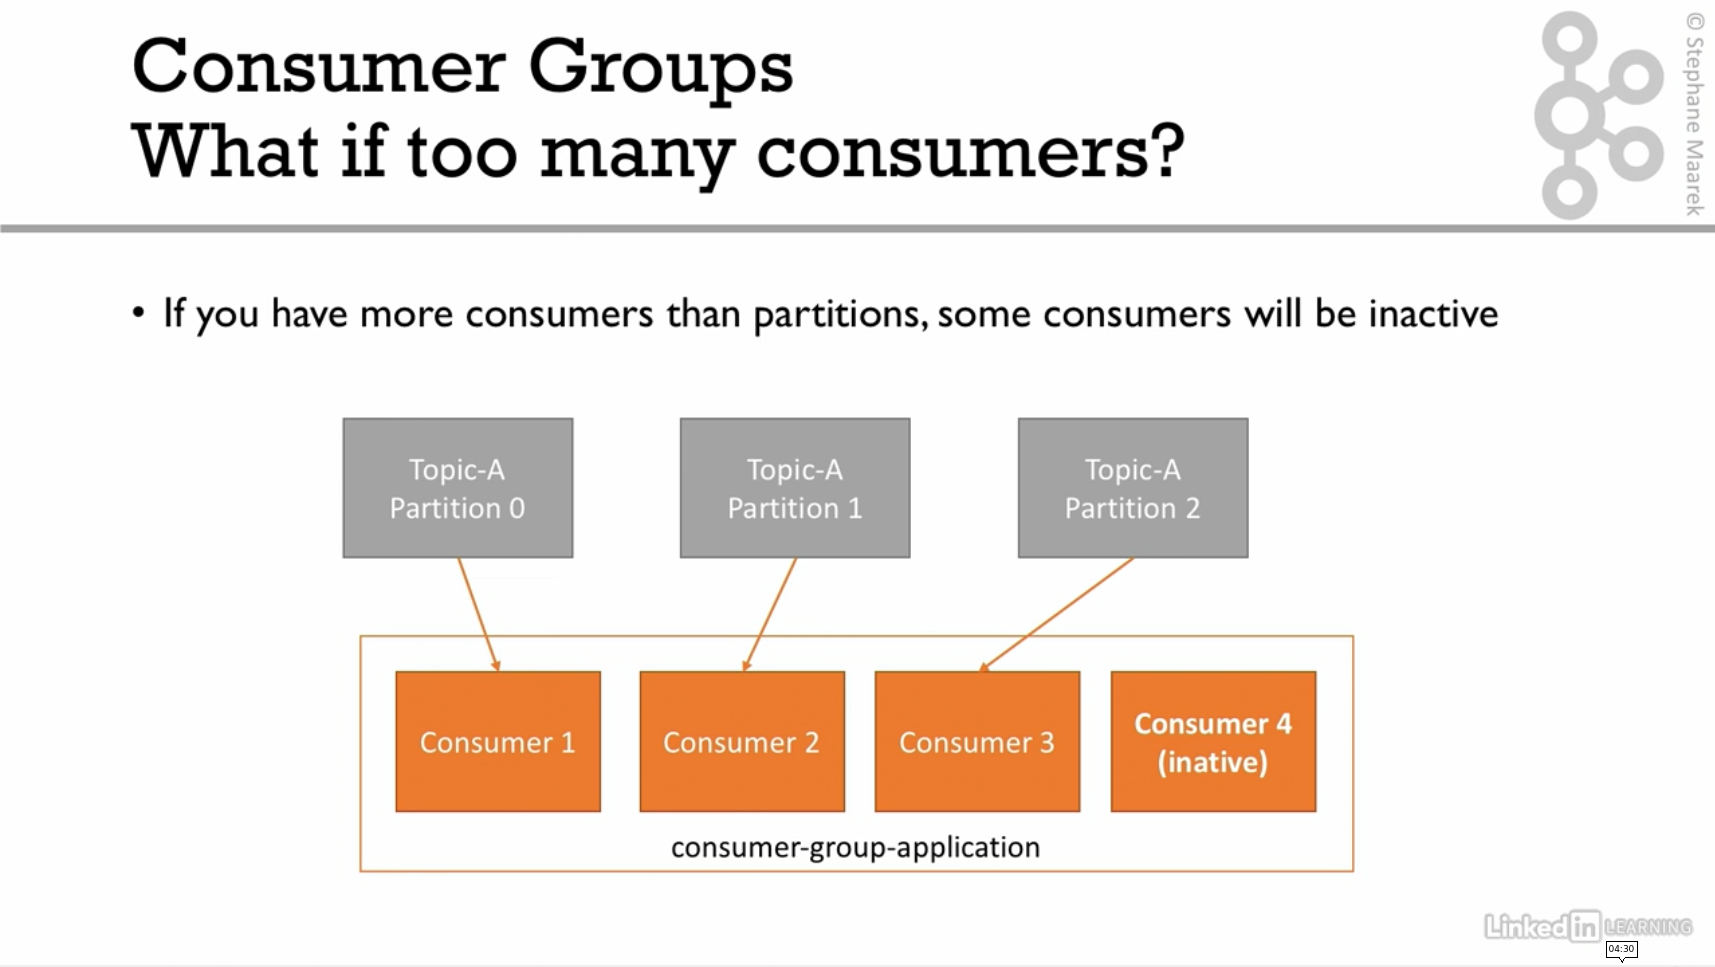 Consumer Groups
What if too many consumers?
© Stephane Maarek
• If you have more consumers than partitions, some consumers will be inactive
Topic-A
Partition 0
Topic-A
Partition 1
Topic-A
Partition 2
Consumer 1
Consumer 2
Consumer 3
Consumer 4
(inative)
consumer-group-application
Linked in LEARNING
04:30